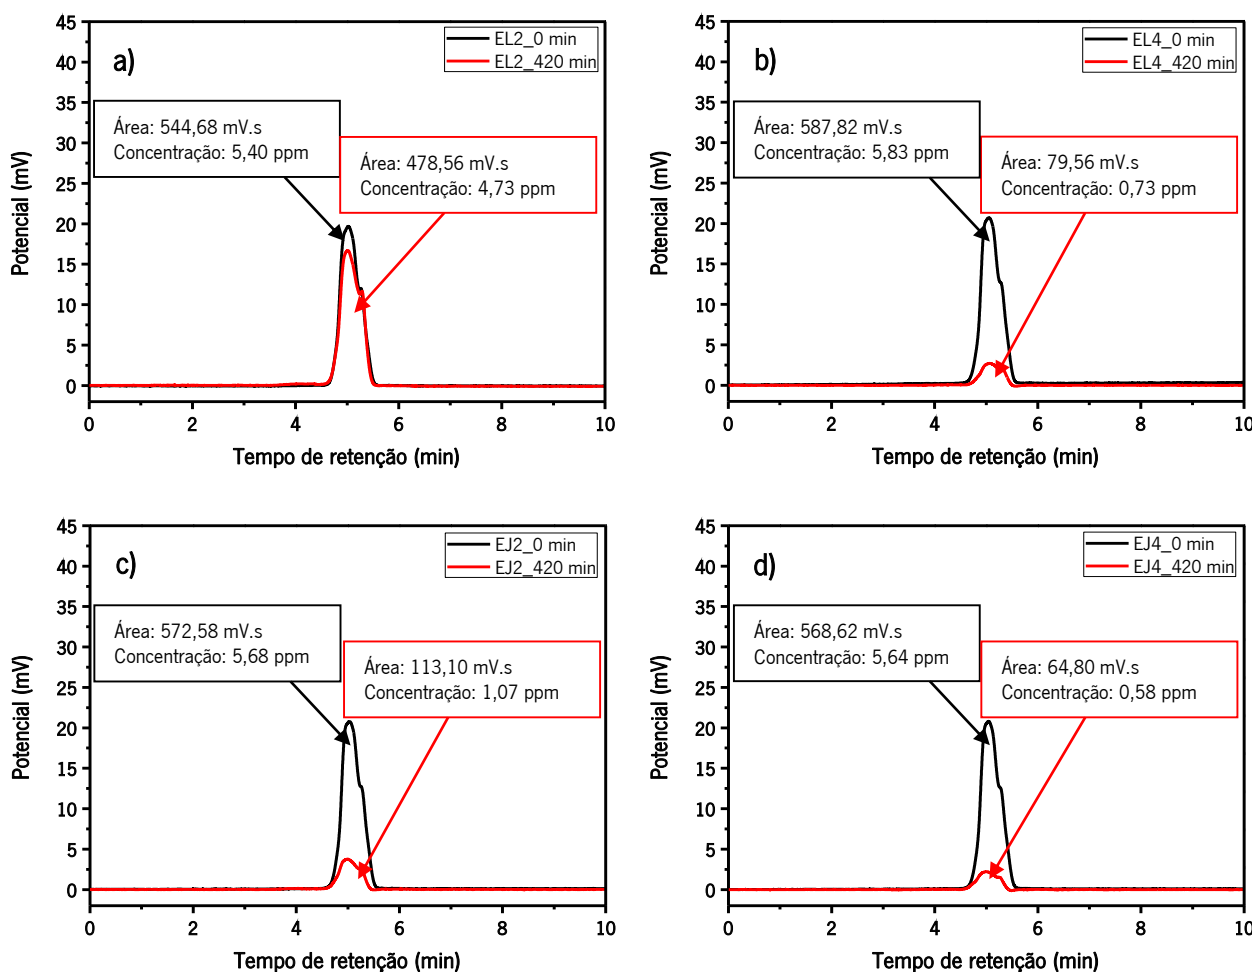 a)
EL2_0 min
EL2_420 min
Área: 544,68 mV.s
Concentração: 5,40 ppm
Área: 478,56 mV.s
Concentração: 4,73 ppm
Potencial (mV)
45
40
35
30
25
20
15
10
5
0
0 2 4 6 8 10
Tempo de retenção (min)
b)
EL4_0 min
EL4_420 min
Área: 587,82 mV.s
Concentração: 5,83 ppm
Área: 79,56 mV.s
Concentração: 0,73 ppm
Potencial (mV)
45
40
35
30
25
20
15
10
5
0
0 2 4 6 8 10
Tempo de retenção (min)
c)
EJ2_0 min
EJ2_420 min
Área: 572,58 mV.s
Concentração: 5,68 ppm
Área: 113,10 mV.s
Concentração: 1,07 ppm
Potencial (mV)
45
40
35
30
25
20
15
10
5
0
0 2 4 6 8 10
Tempo de retenção (min)
d)
EJ4_0 min
EJ4_420 min
Área: 568,62 mV.s
Concentração: 5,64 ppm
Área: 64,80 mV.s
Concentração: 0,58 ppm
Potencial (mV)
45
40
35
30
25
20
15
10
5
0
0 2 4 6 8 10
Tempo de retenção (min)